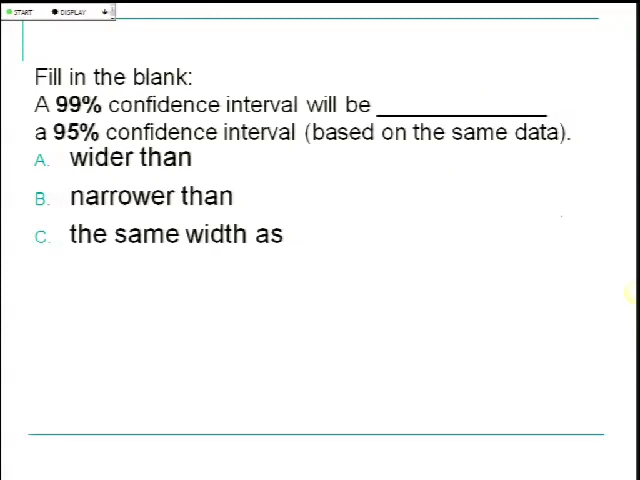 START DISPLAY
Fill in the blank:
A 99% confidence interval will be ______________
a 95% confidence interval (based on the same data).
A. wider than
B. narrower than
C. the same width as